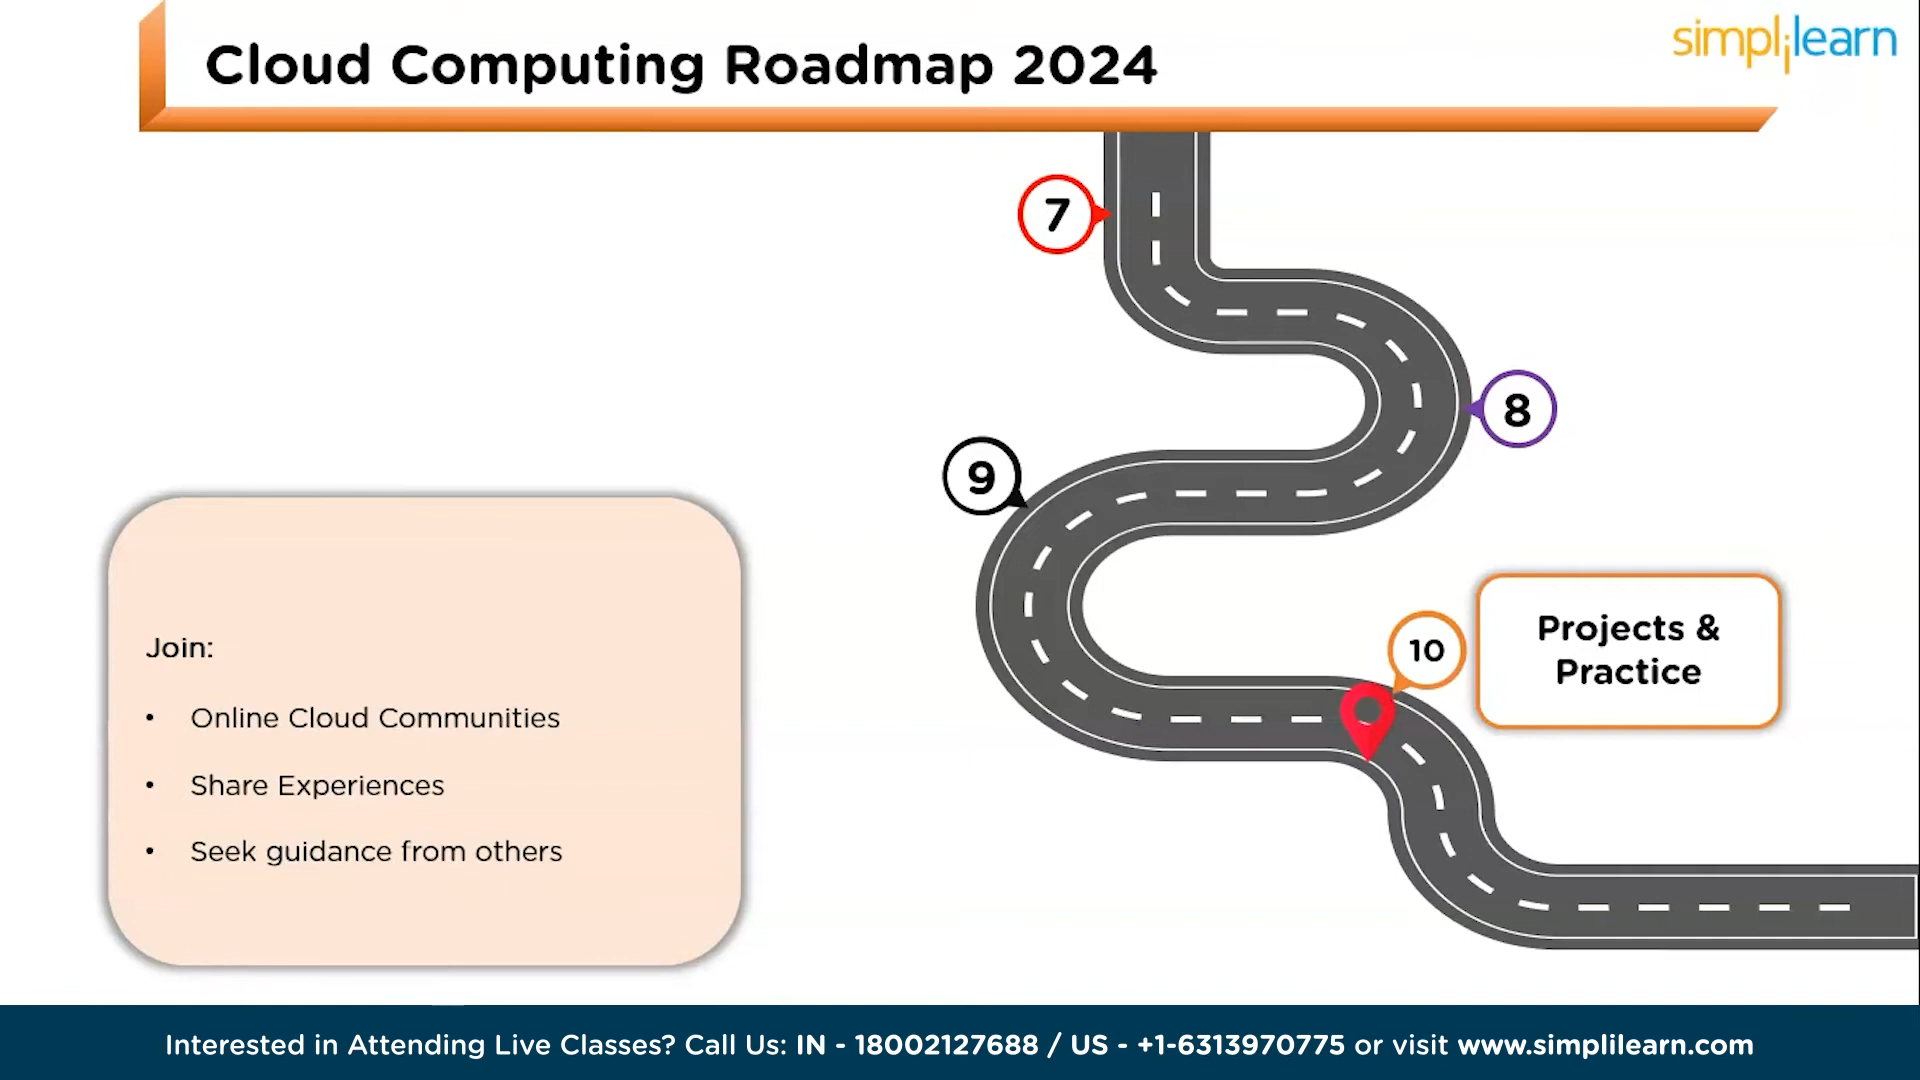 Cloud Computing Roadmap 2024
simplilearn
7
8
9
10
Projects &
Practice
Join:
• Online Cloud Communities
• Share Experiences
• Seek guidance from others
Interested in Attending Live Classes? Call Us: IN - 18002127688 / US - +1-6313970775 or visit www.simplilearn.com